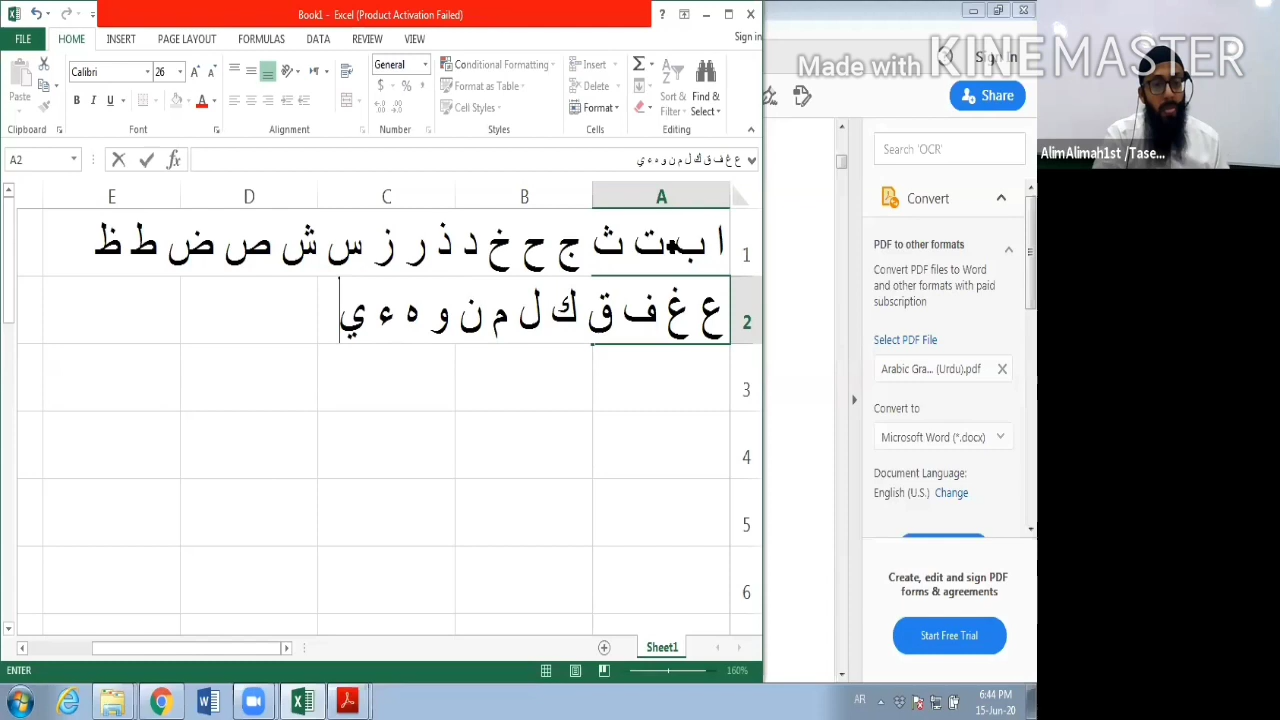 Book1 - Excel (Product Activation Failed)
Sign in
FILE HOME INSERT PAGE LAYOUT FORMULAS DATA REVIEW VIEW
Sign in
Made with KINEMASTER
Paste
Calibri 26
General
Conditional Formatting
Format as Table
Cell Styles
Insert
Delete
Format
Sort & Filter
Find & Select
Clipboard Font Alignment Number Styles Cells Editing
Share
AlimAlimah1st /Tase...
A2
ع غ ف ق ك ل م ن و ه ء ي
Search 'OCR'
E D C B A
1
ا ب ت ث ج ح خ د ذ ر ز س ش ص ض ط ظ
2
ع غ ف ق ك ل م ن و ه ء ي
3
4
5
6
Convert
PDF to other formats
Convert PDF files to Word
and other formats with paid
subscription
Select PDF File
Arabic Gra... (Urdu).pdf
Convert to
Microsoft Word (*.docx)
Document Language:
English (U.S.) Change
Create, edit and sign PDF
forms & agreements
Start Free Trial
Sheet1
ENTER
160%
AR
6:44 PM
15-Jun-20